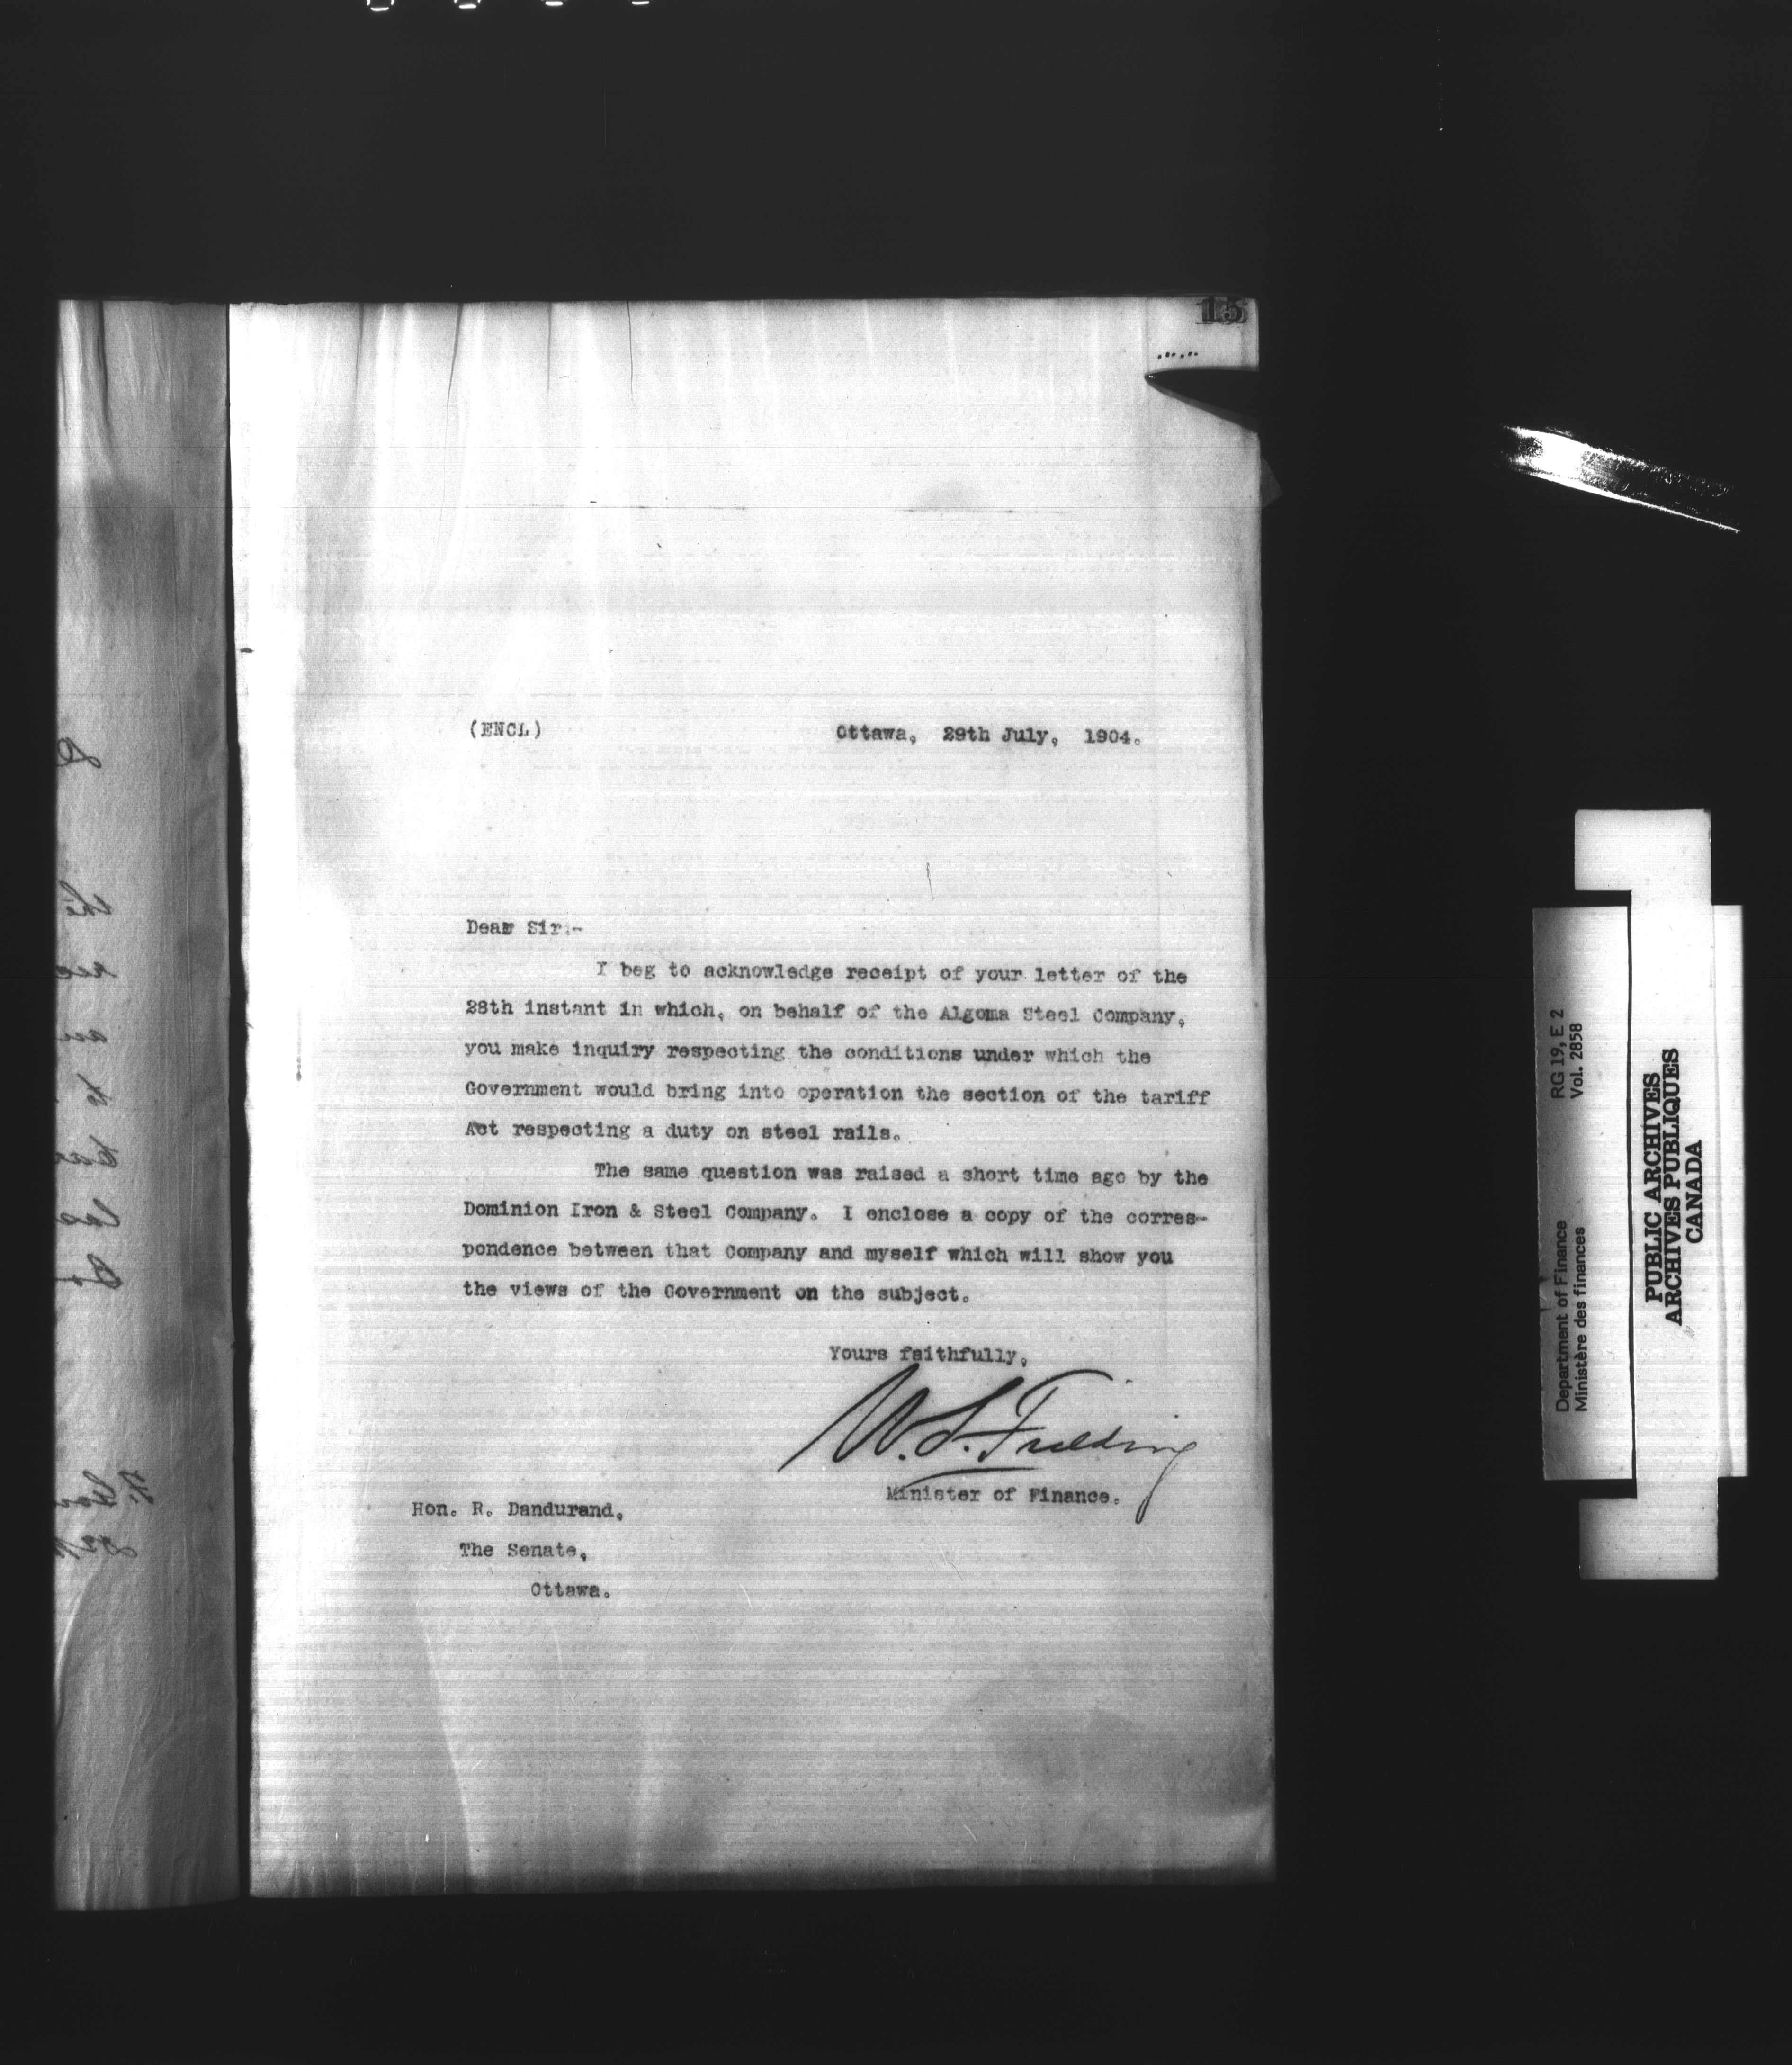 15
(ENCL)
Ottawa, 29th July, 1904.
Dear Sir:-
I beg to acknowledge receipt of your letter of the
28th instant in which, on behalf of the Algoma Steel Company,
you make inquiry respecting the conditions under which the
Government would bring into operation the section of the tariff
Act respecting a duty on steel rails.
The same question was raised a short time ago by the
Dominion Iron & Steel Company. I enclose a copy of the corres-
pondence between that Company and myself which will show you
the views of the Government on the subject.
Yours faithfully,
W. S. Fielding
Minister of Finance.
Hon. R. Dandurand,
The Senate,
Ottawa.
Department of Finance RG 19, E 2
Ministère des finances Vol. 2858
PUBLIC ARCHIVES
ARCHIVES PUBLIQUES
CANADA